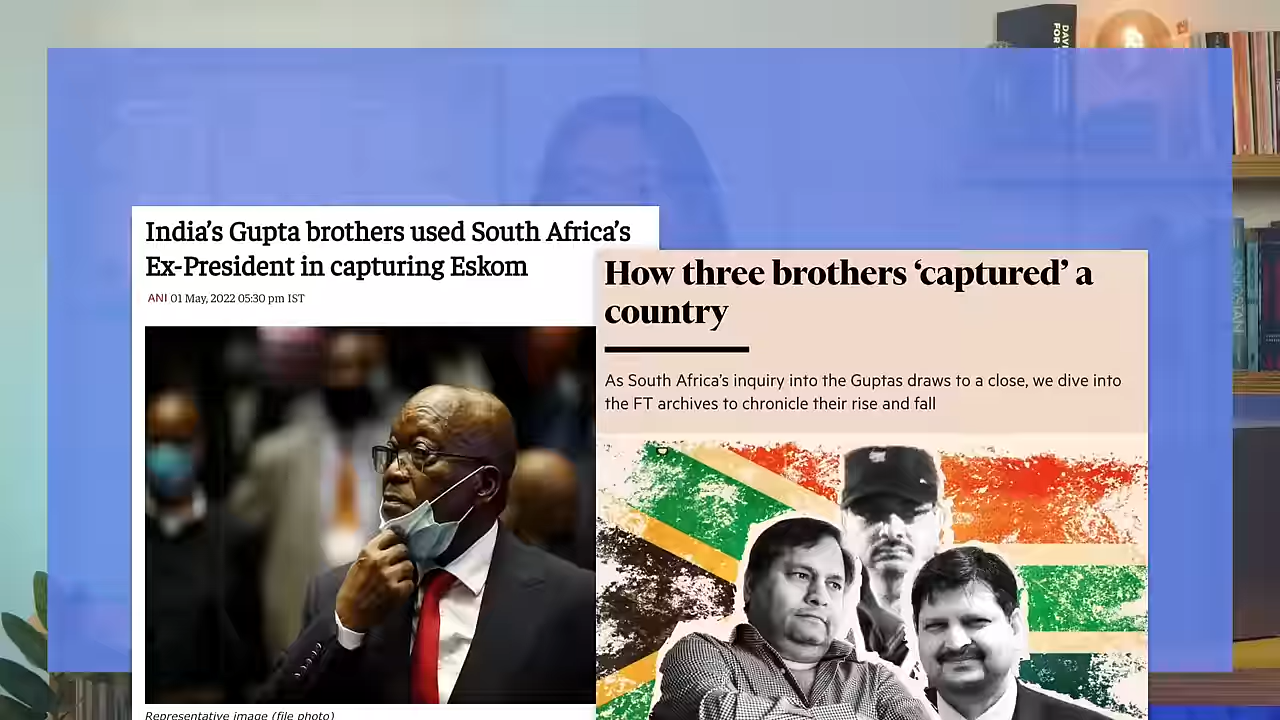 India’s Gupta brothers used South Africa’s
Ex-President in capturing Eskom
ANI 01 May, 2022 05:30 pm IST
Representative image (file photo)
How three brothers ‘captured’ a
country
As South Africa’s inquiry into the Guptas draws to a close, we dive into
the FT archives to chronicle their rise and fall